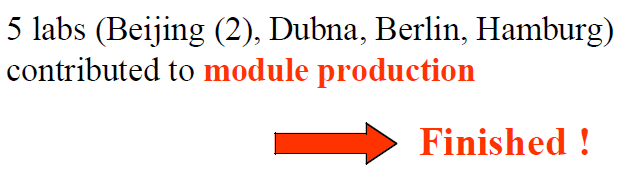 5 labs (Beijing (2), Dubna, Berlin, Hamburg)
contributed to module production
Finished !